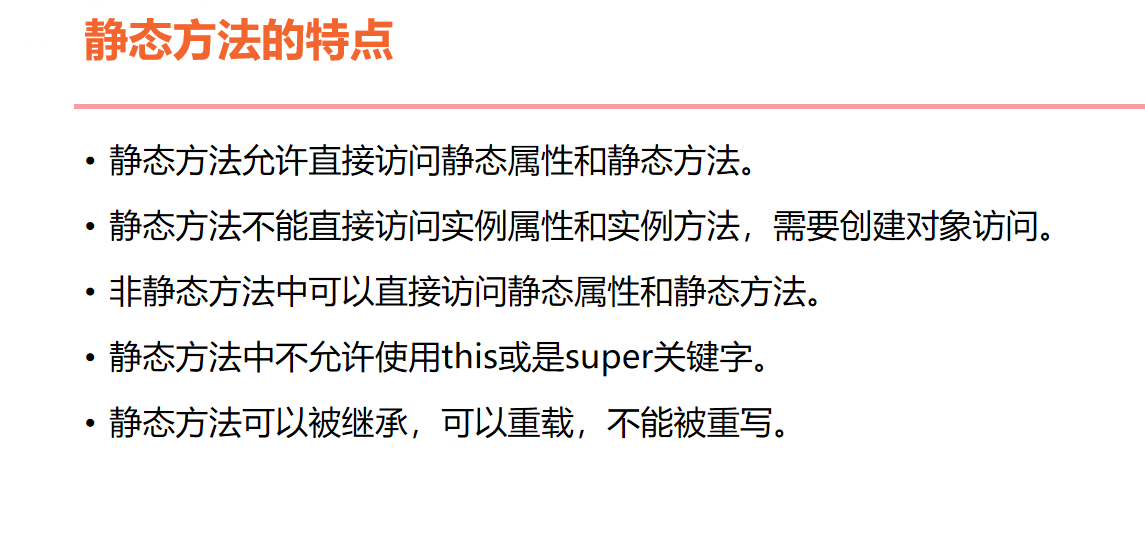 静态方法的特点
• 静态方法允许直接访问静态属性和静态方法。
• 静态方法不能直接访问实例属性和实例方法，需要创建对象访问。
• 非静态方法中可以直接访问静态属性和静态方法。
• 静态方法中不允许使用this或是super关键字。
• 静态方法可以被继承，可以重载，不能被重写。